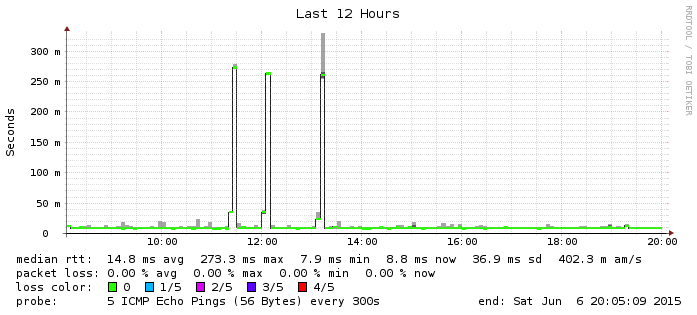 Last 12 Hours
RRDTOOL / TOBI OETIKER
Seconds
300 m
250 m
200 m
150 m
100 m
50 m
0
10:00 12:00 14:00 16:00 18:00 20:00
median rtt: 14.8 ms avg 273.3 ms max 7.9 ms min 8.8 ms now 36.9 ms sd 402.3 m am/s
packet loss: 0.00 % avg 0.00 % max 0.00 % min 0.00 % now
loss color: 0 1/5 2/5 3/5 4/5
probe: 5 ICMP Echo Pings (56 Bytes) every 300s end: Sat Jun 6 20:05:09 2015